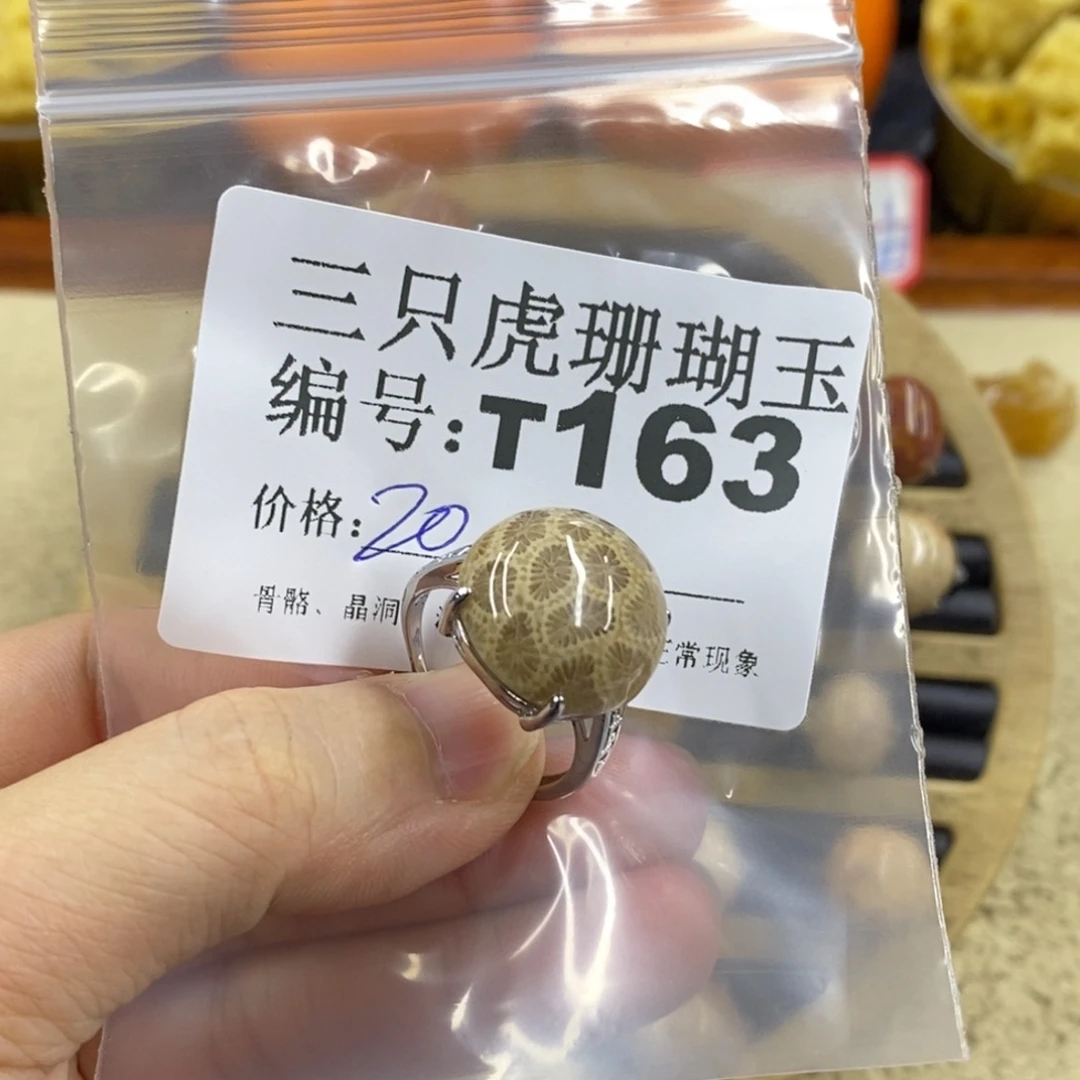 三只虎珊瑚玉
编号:T163
价格:20
骨骼、晶洞 正常现象